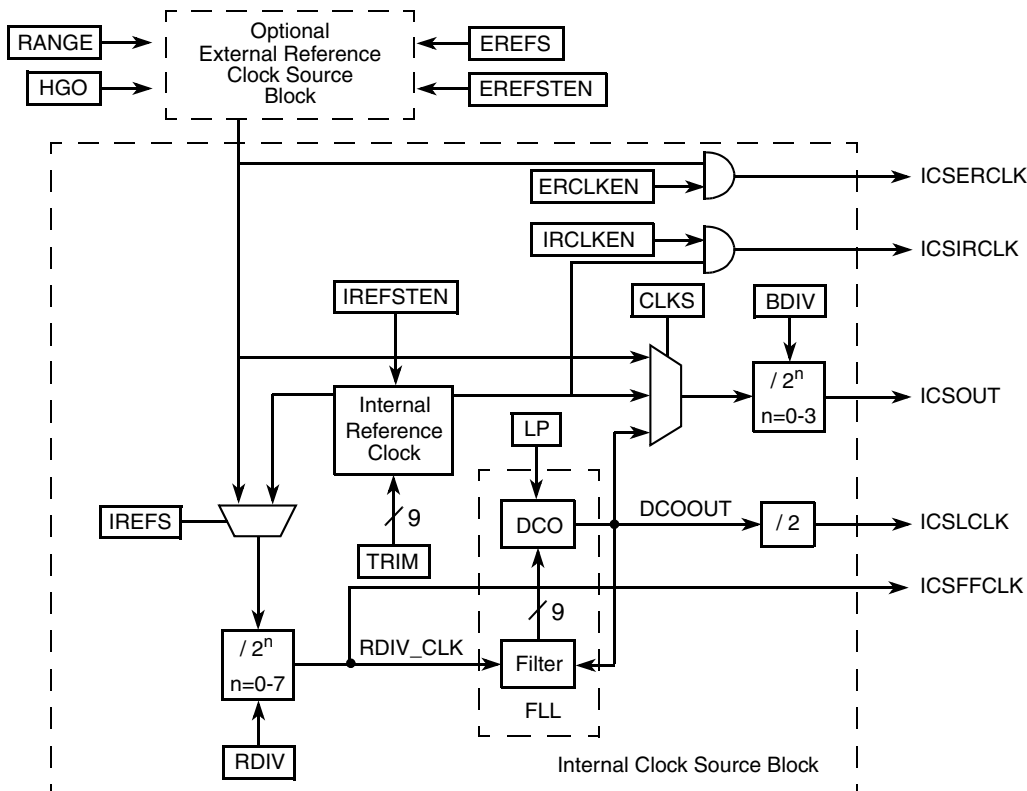 RANGE
HGO
Optional
External Reference
Clock Source
Block
EREFS
EREFSTEN
ERCLKEN
ICSERCLK
IRCLKEN
ICSIRCLK
IREFSTEN
CLKS
BDIV
/ 2n
n=0-3
ICSOUT
Internal
Reference
Clock
LP
IREFS
9
TRIM
DCO
DCOOUT
/ 2
ICSLCLK
ICSFFCLK
9
/ 2n
n=0-7
RDIV_CLK
Filter
FLL
RDIV
Internal Clock Source Block